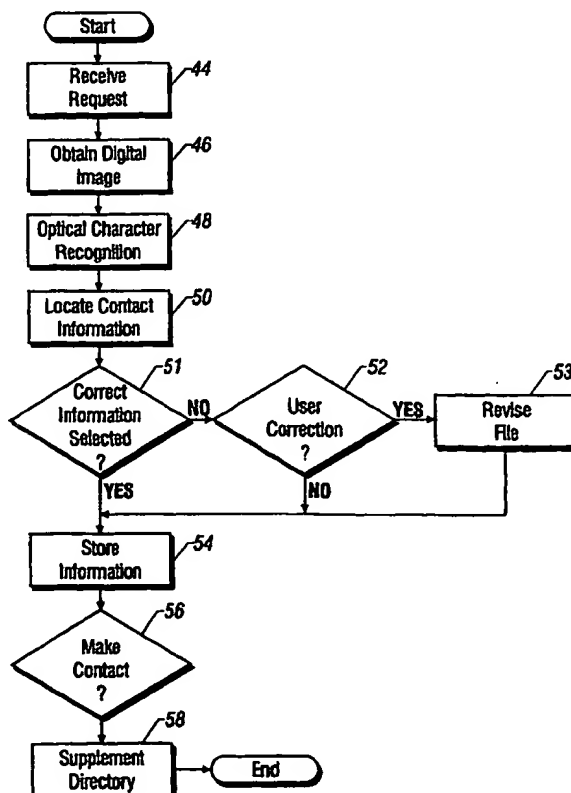 Start
Receive
Request
44
Obtain Digital
Image
46
Optical Character
Recognition
48
Locate Contact
Information
50
Correct
Information
Selected
?
51
NO
YES
User
Correction
?
52
YES
NO
Revise
File
53
Store
Information
54
Make
Contact
?
56
Supplement
Directory
58
End